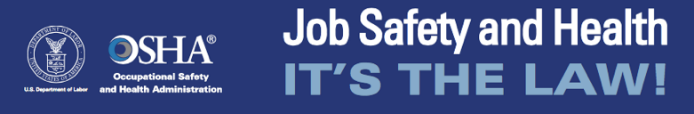 OSHA®
Occupational Safety
and Health Administration
U.S. Department of Labor
Job Safety and Health
IT'S THE LAW!